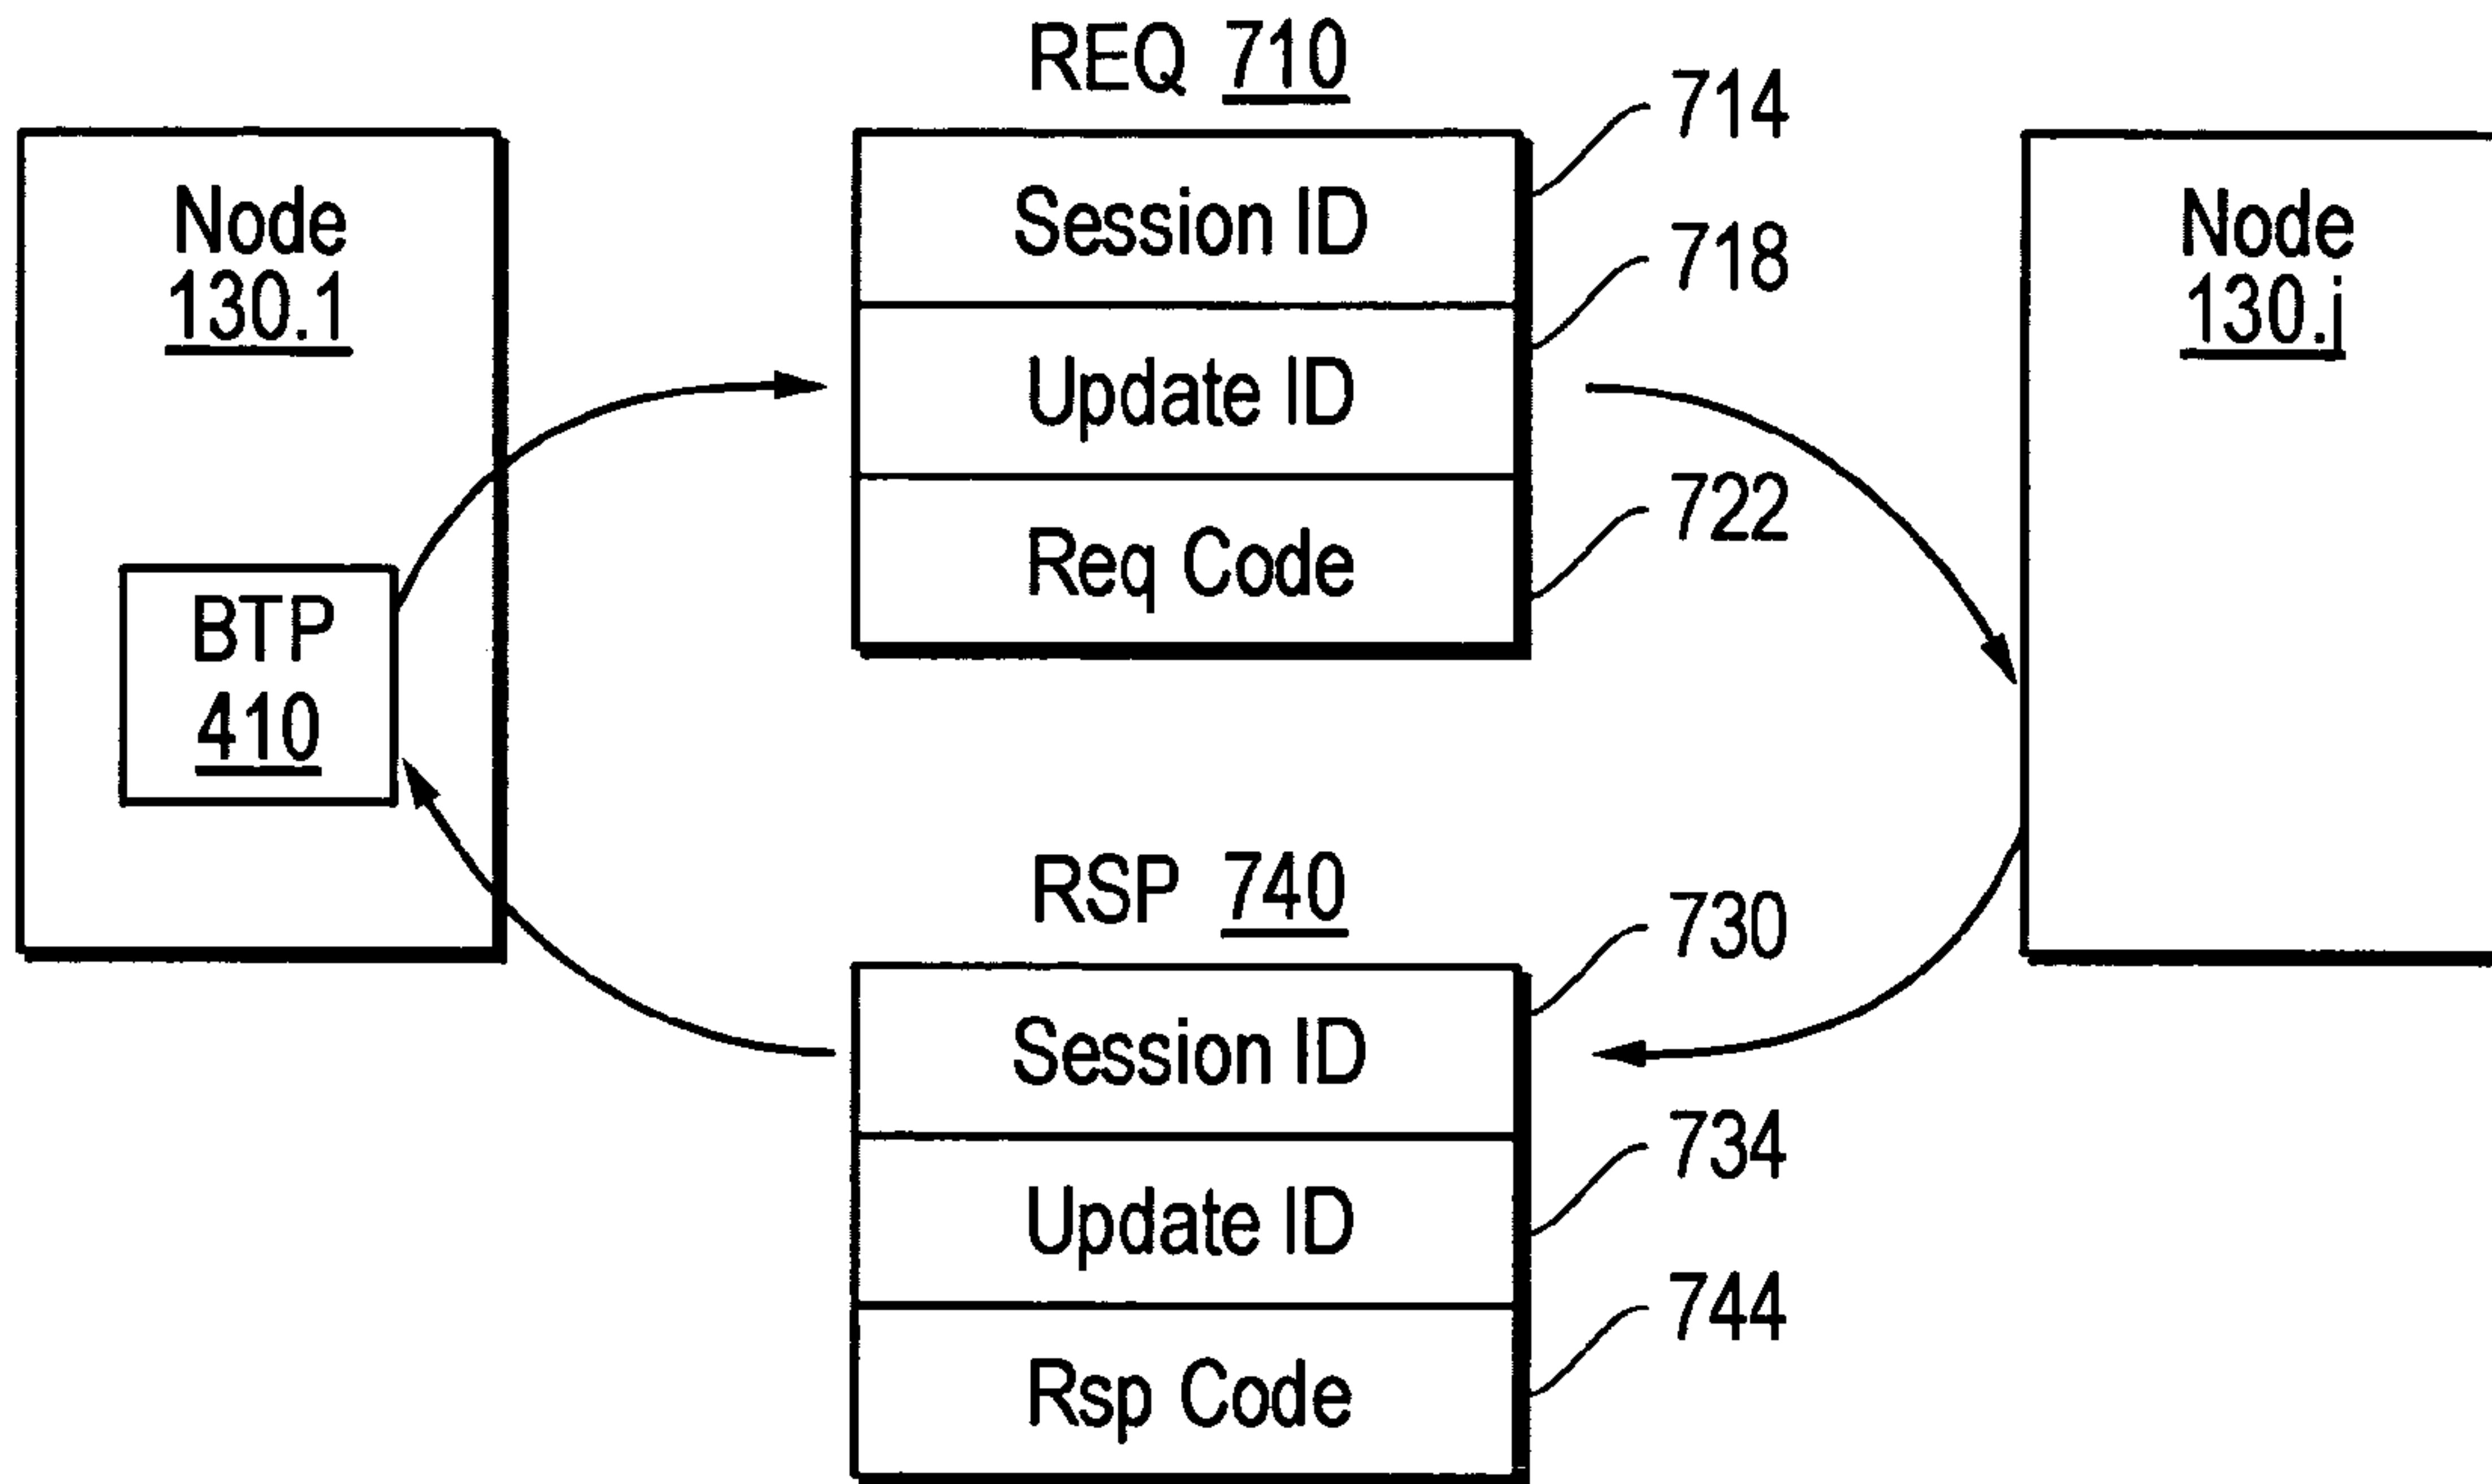 REQ 710
714
Node
130.1
Session ID
718
Node
130.j
Update ID
722
Req Code
BTP
410
RSP 740
730
Session ID
734
Update ID
744
Rsp Code